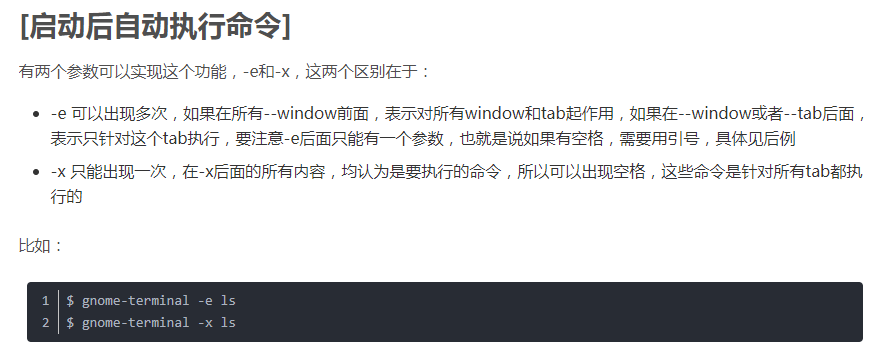 [启动后自动执行命令]
有两个参数可以实现这个功能，-e和-x，这两个区别在于：
-e 可以出现多次，如果在所有--window前面，表示对所有window和tab起作用，如果在--window或者--tab后面，
表示只针对这个tab执行，要注意-e后面只能有一个参数，也就是说如果有空格，需要用引号，具体见后例
-x 只能出现一次，在-x后面的所有内容，均认为是要执行的命令，所以可以出现空格，这些命令是针对所有tab都执
行的
比如：
1 $ gnome-terminal -e ls
2 $ gnome-terminal -x ls